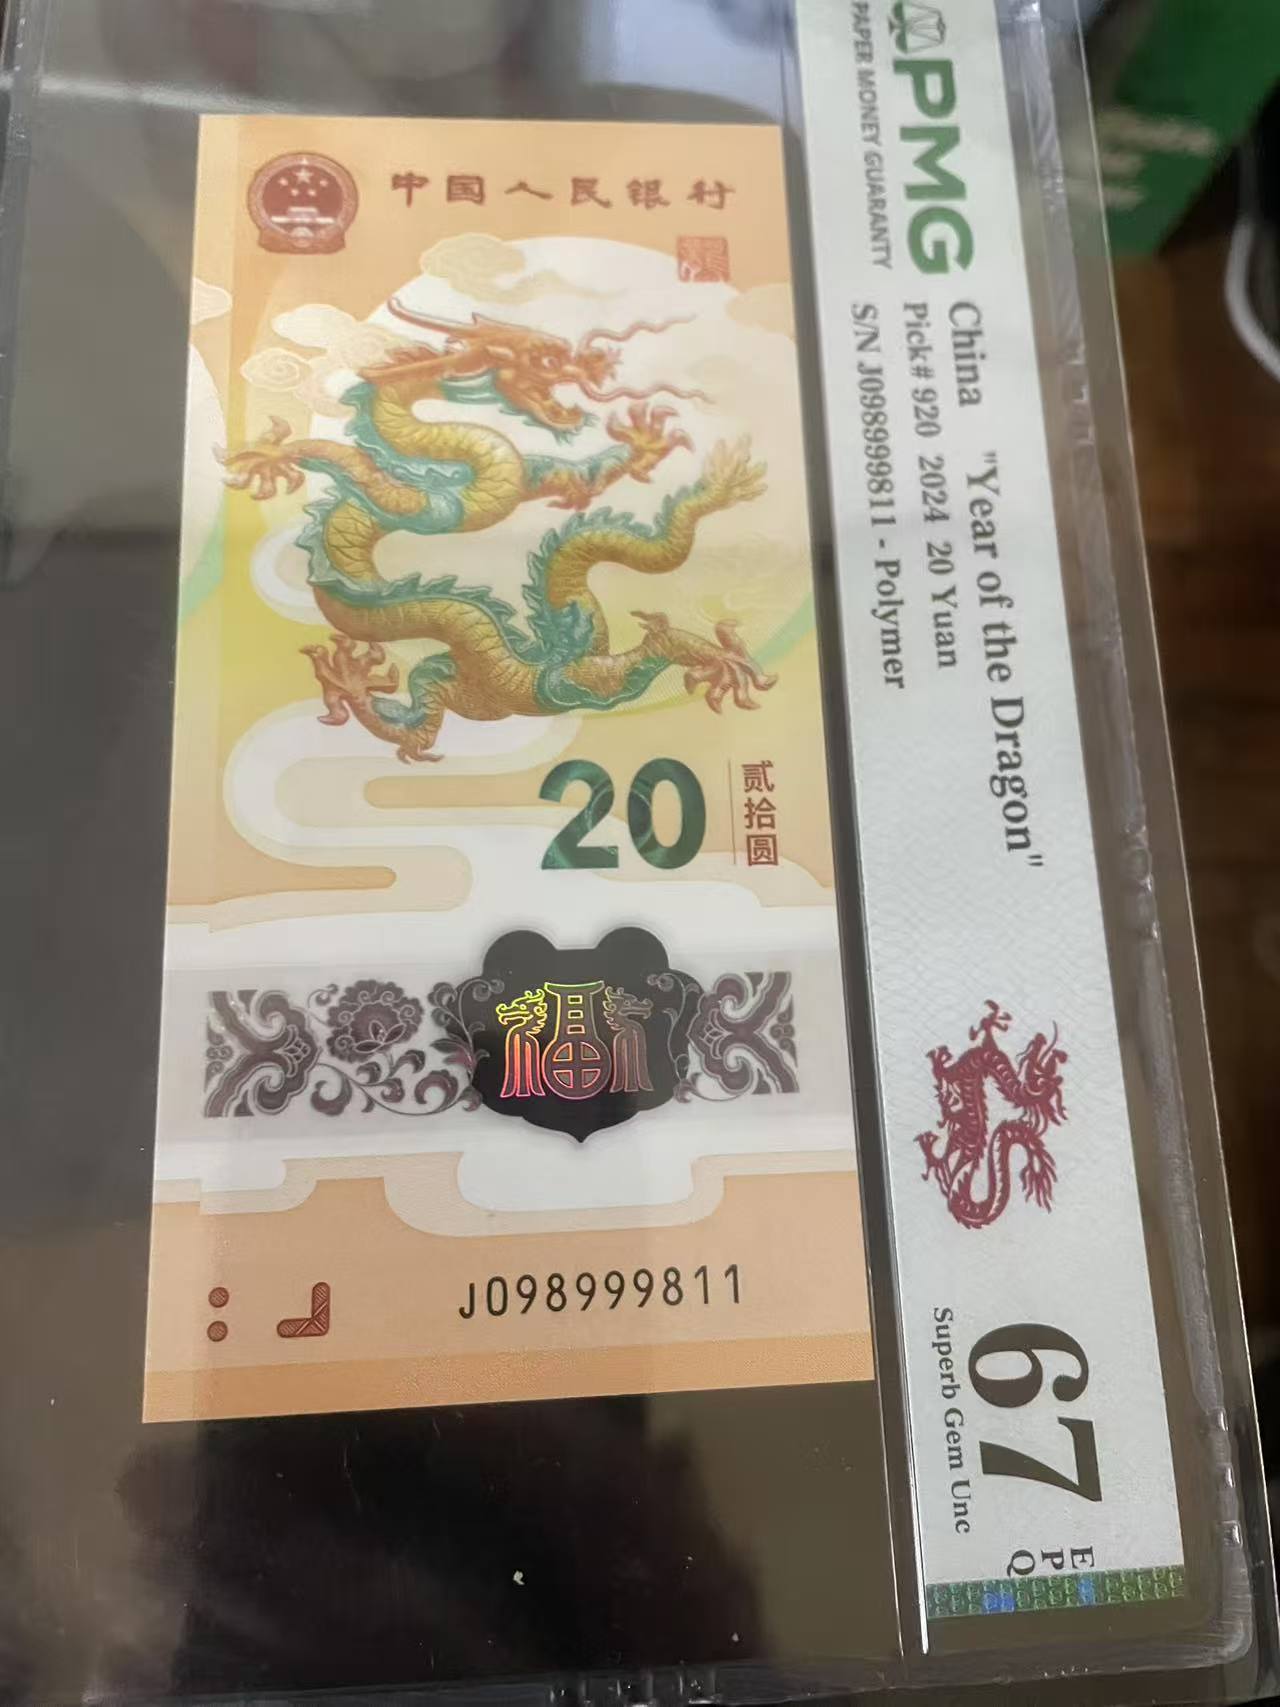 中国人民银行
20
贰拾圆
福
J098999811
PMG
PAPER MONEY GUARANTY
China "Year of the Dragon"
Pick# 920 2024 20 Yuan
S/N J098999811 - Polymer
67
EPQ
Superb Gem Unc